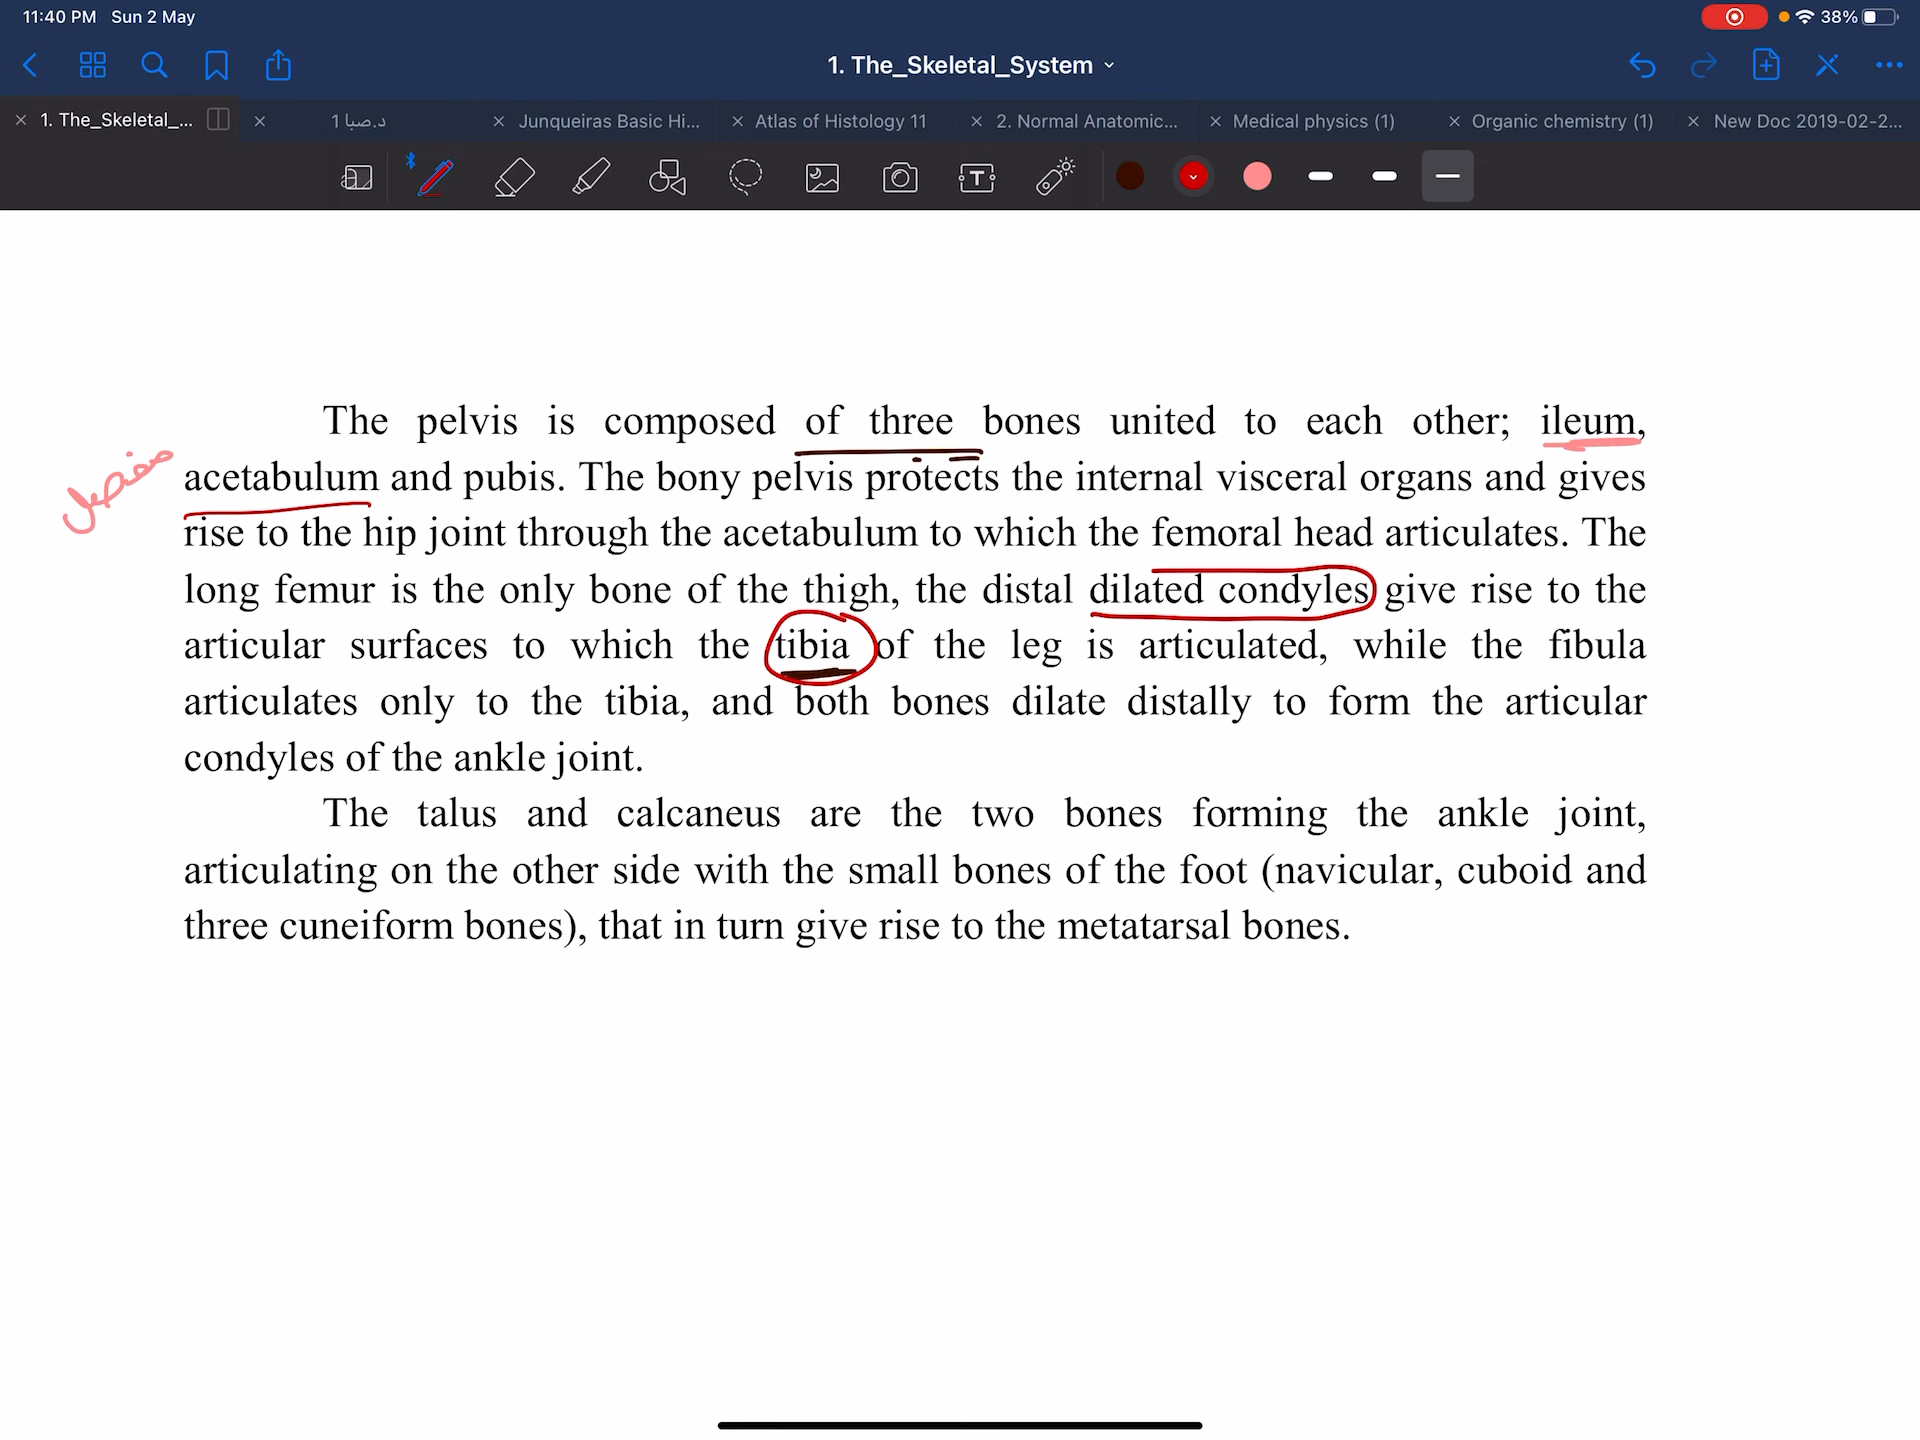 11:40 PM Sun 2 May
38%
1. The_Skeletal_System
1. The_Skeletal_...
د.صبا 1
Junqueiras Basic Hi...
Atlas of Histology 11
2. Normal Anatomic...
Medical physics (1)
Organic chemistry (1)
New Doc 2019-02-2...
The pelvis is composed of three bones united to each other; ileum,
acetabulum and pubis. The bony pelvis protects the internal visceral organs and gives
rise to the hip joint through the acetabulum to which the femoral head articulates. The
long femur is the only bone of the thigh, the distal dilated condyles give rise to the
articular surfaces to which the tibia of the leg is articulated, while the fibula
articulates only to the tibia, and both bones dilate distally to form the articular
condyles of the ankle joint.
The talus and calcaneus are the two bones forming the ankle joint,
articulating on the other side with the small bones of the foot (navicular, cuboid and
three cuneiform bones), that in turn give rise to the metatarsal bones.